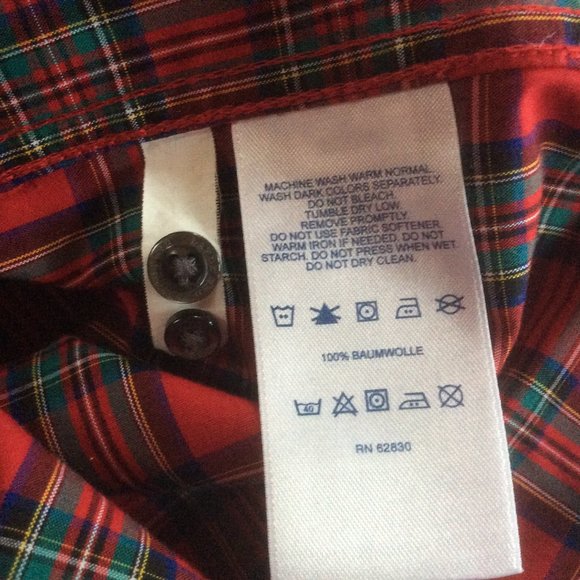 MACHINE WASH WARM NORMAL.
WASH DARK COLORS SEPARATELY.
DO NOT BLEACH.
TUMBLE DRY LOW.
REMOVE PROMPTLY.
DO NOT USE FABRIC SOFTENER.
WARM IRON IF NEEDED. DO NOT
STARCH. DO NOT PRESS WHEN WET.
DO NOT DRY CLEAN.
100% BAUMWOLLE
40
RN 62830